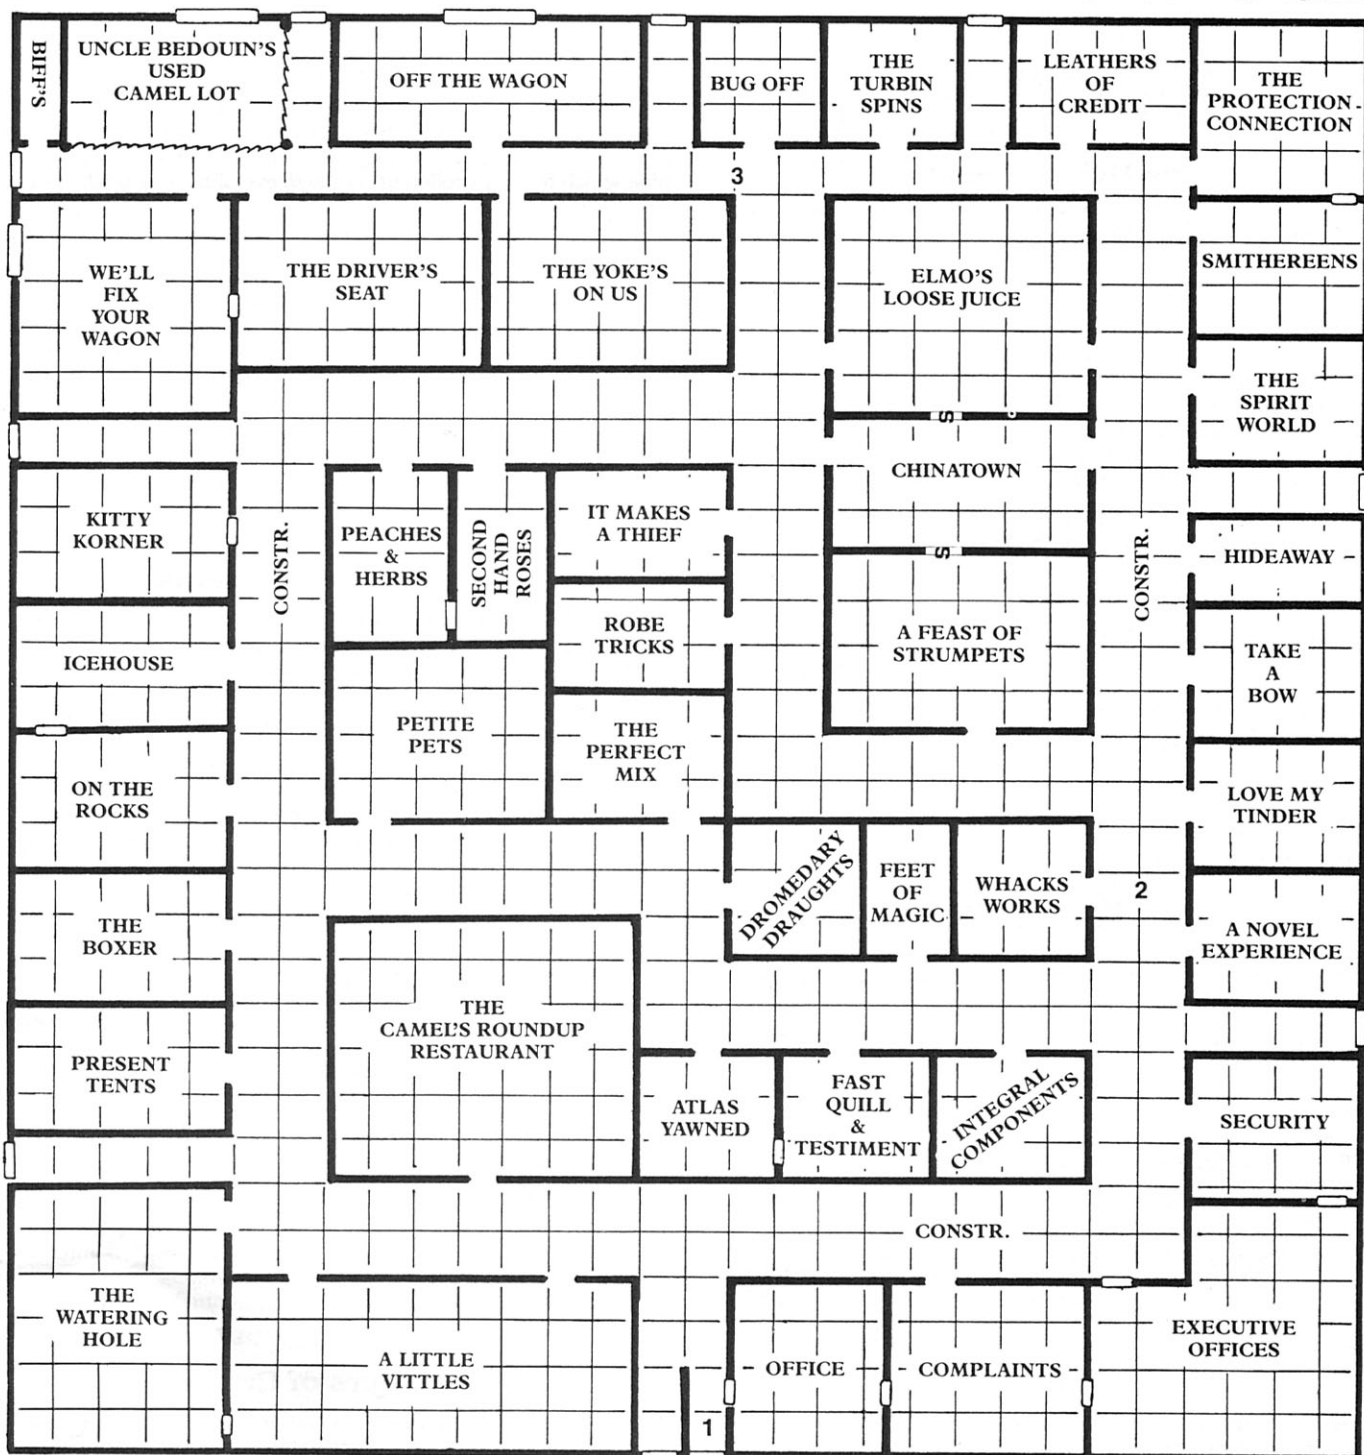 BIFF'S
UNCLE BEDOUIN'S
USED
CAMEL LOT
OFF THE WAGON
BUG OFF
THE
TURBIN
SPINS
LEATHERS
OF
CREDIT
THE
PROTECTION
CONNECTION
3
WE'LL
FIX
YOUR
WAGON
THE DRIVER'S
SEAT
THE YOKE'S
ON US
ELMO'S
LOOSE JUICE
SMITHEREENS
THE
SPIRIT
WORLD
S
CHINATOWN
S
KITTY
KORNER
CONSTR.
PEACHES
&
HERBS
SECOND
HAND
ROSES
IT MAKES
A THIEF
ROBE
TRICKS
A FEAST OF
STRUMPETS
CONSTR.
HIDEAWAY
TAKE
A
BOW
ICEHOUSE
PETITE
PETS
THE
PERFECT
MIX
ON THE
ROCKS
LOVE MY
TINDER
THE
BOXER
DROMEDARY
DRAUGHTS
FEET
OF
MAGIC
WHACKS
WORKS
2
A NOVEL
EXPERIENCE
THE
CAMEL'S ROUNDUP
RESTAURANT
PRESENT
TENTS
ATLAS
YAWNED
FAST
QUILL
&
TESTIMENT
INTEGRAL
COMPONENTS
SECURITY
CONSTR.
THE
WATERING
HOLE
A LITTLE
VITTLES
1
OFFICE
COMPLAINTS
EXECUTIVE
OFFICES